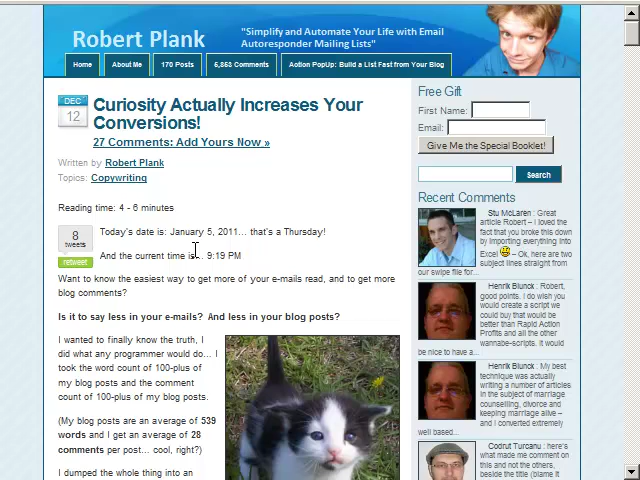 Robert Plank
"Simplify and Automate Your Life with Email
Autoresponder Mailing Lists"
Home
About Me
170 Posts
6,868 Comments
Action PopUp: Build a List Fast from Your Blog
DEC
12
Curiosity Actually Increases Your
Conversions!
27 Comments: Add Yours Now »
Written by Robert Plank
Topics: Copywriting
Reading time: 4 - 6 minutes
8
tweets
retweet
Today's date is: January 5, 2011... that's a Thursday!
And the current time is... 9:19 PM
Want to know the easiest way to get more of your e-mails read, and to get more
blog comments?
Is it to say less in your e-mails? And less in your blog posts?
I wanted to finally know the truth, I
did what any programmer would do... I
took the word count of 100-plus of
my blog posts and the comment
count of 100-plus of my blog posts.
(My blog posts are an average of 539
words and I get an average of 28
comments per post... cool, right?)
I dumped the whole thing into an
Free Gift
First Name:
Email:
Give Me the Special Booklet!
Search
Recent Comments
Stu McLaren : Great
article Robert – I loved the
fact that you broke this down
by importing everything into
Excel – Ok, here are two
subject lines straight from
our swipe file for...
Henrik Blunck : Robert,
good points. I do wish you
would create a script we
could buy that would be
better than Rapid Action
Profits and all the other
wannabe-scripts. It would
be nice to have a...
Henrik Blunck : My best
technique was actually
writing a number of articles
in the subject of marriage
counselling, divorce and
keeping marriage alive –
and I converted extremely
well based...
Codrut Turcanu : here's
what made me comment
on this and not the others,
beside the title (blame it